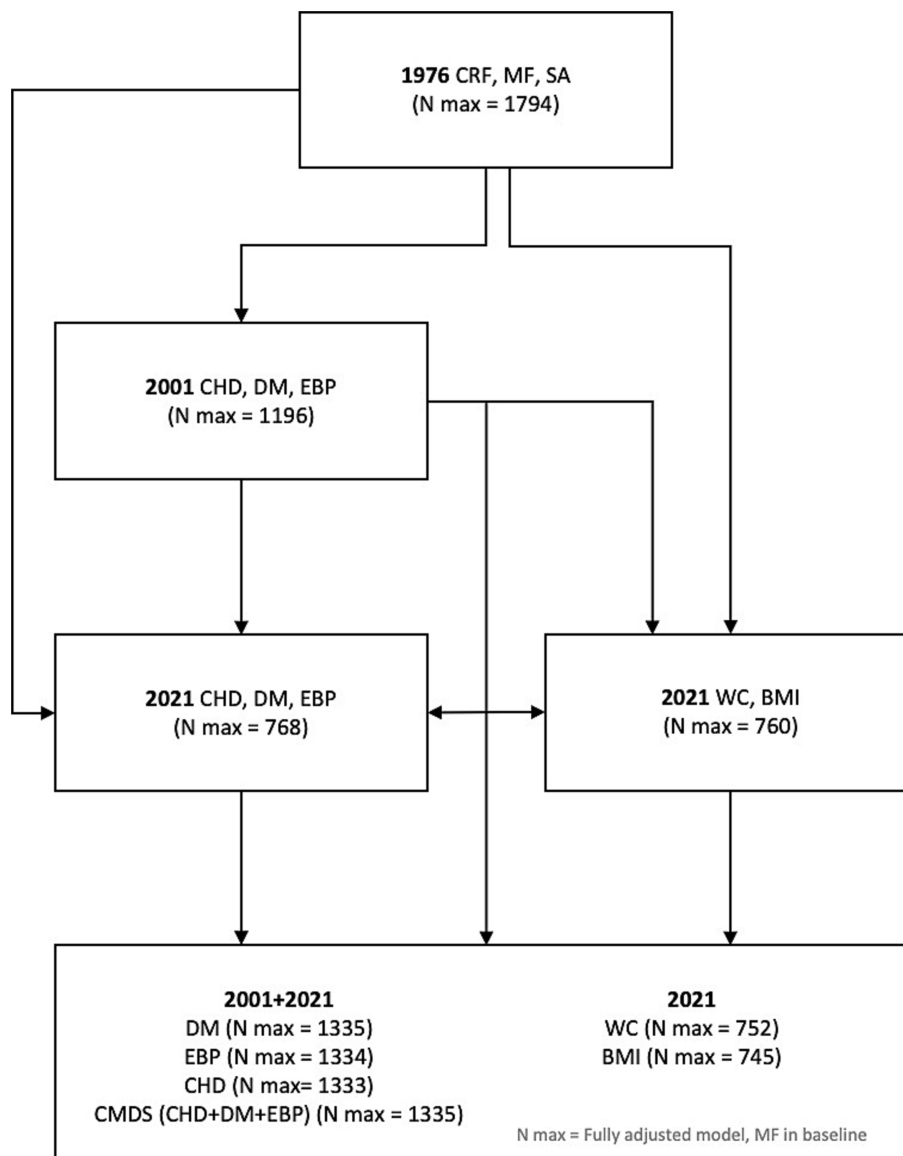 1976 CRF, MF, SA
(N max = 1794)
2001 CHD, DM, EBP
(N max = 1196)
2021 CHD, DM, EBP
(N max = 768)
2021 WC, BMI
(N max = 760)
2001+2021
DM (N max = 1335)
EBP (N max = 1334)
CHD (N max= 1333)
CMDS (CHD+DM+EBP) (N max = 1335)
2021
WC (N max = 752)
BMI (N max = 745)
N max = Fully adjusted model, MF in baseline